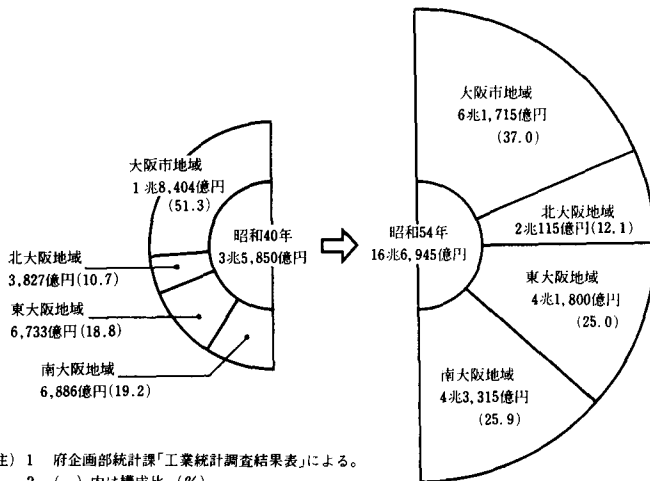 大阪市地域
1兆8,404億円
(51.3)
北大阪地域
3,827億円(10.7)
東大阪地域
6,733億円(18.8)
南大阪地域
6,886億円(19.2)
昭和40年
3兆5,850億円
昭和54年
16兆6,945億円
大阪市地域
6兆1,715億円
(37.0)
北大阪地域
2兆115億円(12.1)
東大阪地域
4兆1,800億円
(25.0)
南大阪地域
4兆3,315億円
(25.9)
注) 1 府企画部統計課「工業統計調査結果表」による。
2 ( )内は構成比 (%)